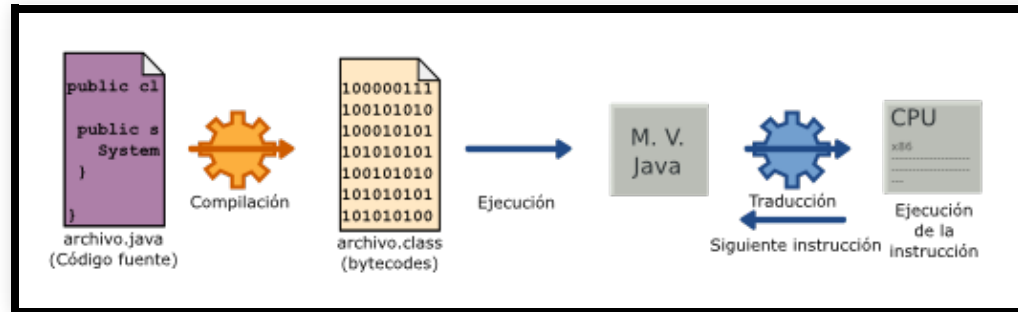 public cl
public s
System
}
}
archivo.java
(Código fuente)
Compilación
100000111
100101010
100010101
101010101
100101010
101010101
101010100
archivo.class
(bytecodes)
Ejecución
M. V.
Java
Traducción
Siguiente instrucción
CPU
x86
Ejecución
de la
instrucción